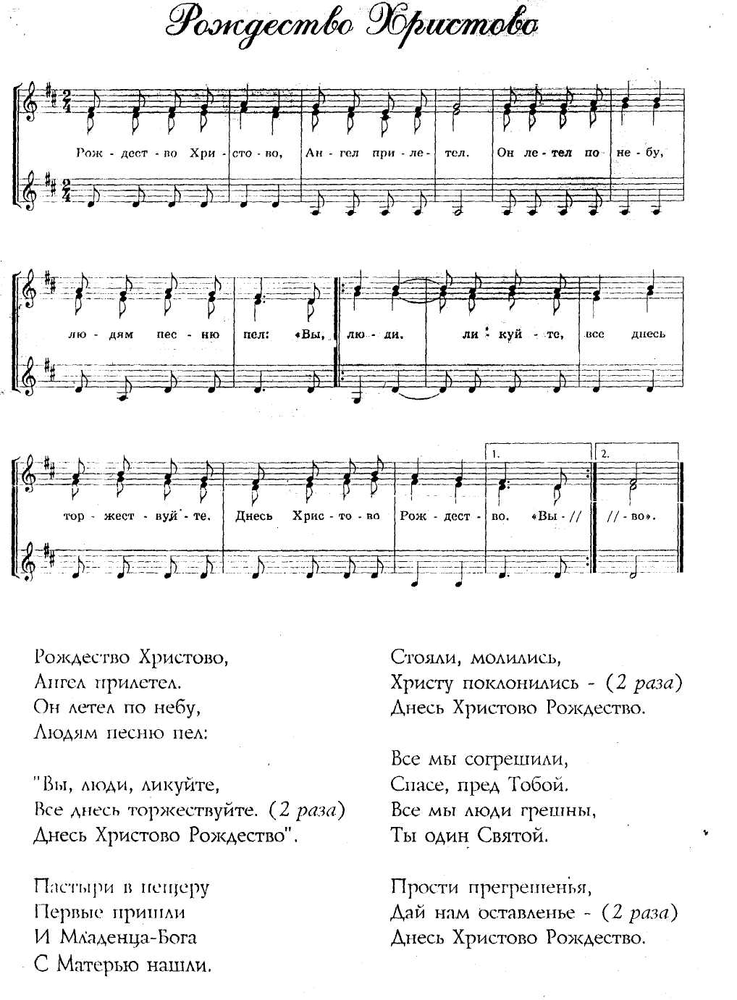 Рождество Христово
Рож - дест - во Хри - сто - во, Ан - гел при - ле - тел. Он ле - тел по не - бу,
лю - дям пес - ню пел: «Вы, лю - ди, ли - куй - те, все днесь
1. 2.
тор - жест - вуй - те. Днесь Хрис - то - во Рож - дест - во. «Вы - // // - во».
Рождество Христово,
Ангел прилетел.
Он летел по небу,
Людям песню пел:
"Вы, люди, ликуйте,
Все днесь торжествуйте. (2 раза)
Днесь Христово Рождество".
Пастыри в пещеру
Первые пришли
И Младенца-Бога
С Матерью нашли.
Стояли, молились,
Христу поклонились - (2 раза)
Днесь Христово Рождество.
Все мы согрешили,
Спасе, пред Тобой.
Все мы люди грешны,
Ты один Святой.
Прости прегрешенья,
Дай нам оставленье - (2 раза)
Днесь Христово Рождество.